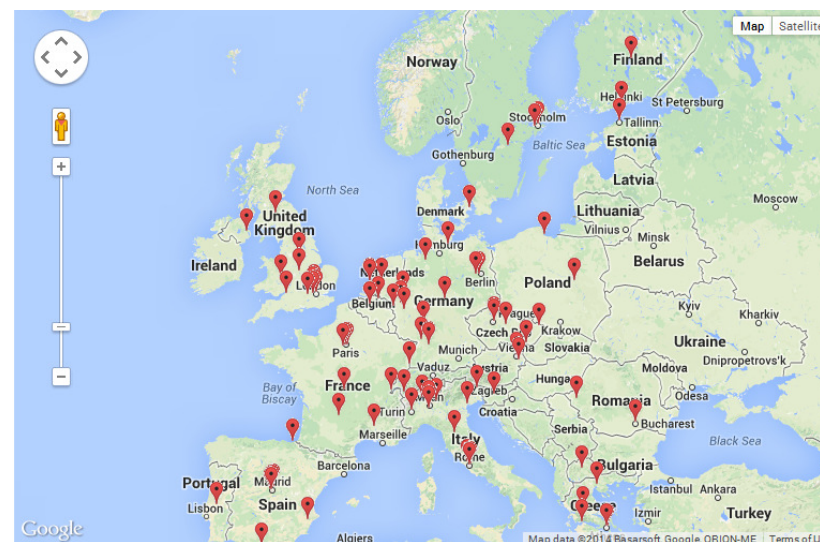 Map Satellite
Norway
Finland
Helsinki
St Petersburg
Oslo
Stockholm
Tallinn
Estonia
Baltic Sea
Gothenburg
Latvia
North Sea
Moscow
Denmark
Lithuania
United
Kingdom
Vilnius
Minsk
Hamburg
Ireland
Belarus
Netherlands
Berlin
Poland
London
Belgium
Germany
Kyiv
Kharkiv
Prague
Czech
Krakow
Ukraine
Paris
Munich
Vienna
Slovakia
Dnipropetrovs'k
Vaduz
Austria
Moldova
France
Hunga
Odesa
Bay of
Biscay
Zagreb
Milan
Romania
Turin
Croatia
Bucharest
Marseille
Serbia
Italy
Black Sea
Rome
Bulgaria
Barcelona
Portugal
Madrid
Istanbul Ankara
Lisbon
Spain
Greece
Izmir
Turkey
Google
Algiers
Map data ©2014 Basarsoft, Google, ORION-ME Terms of U